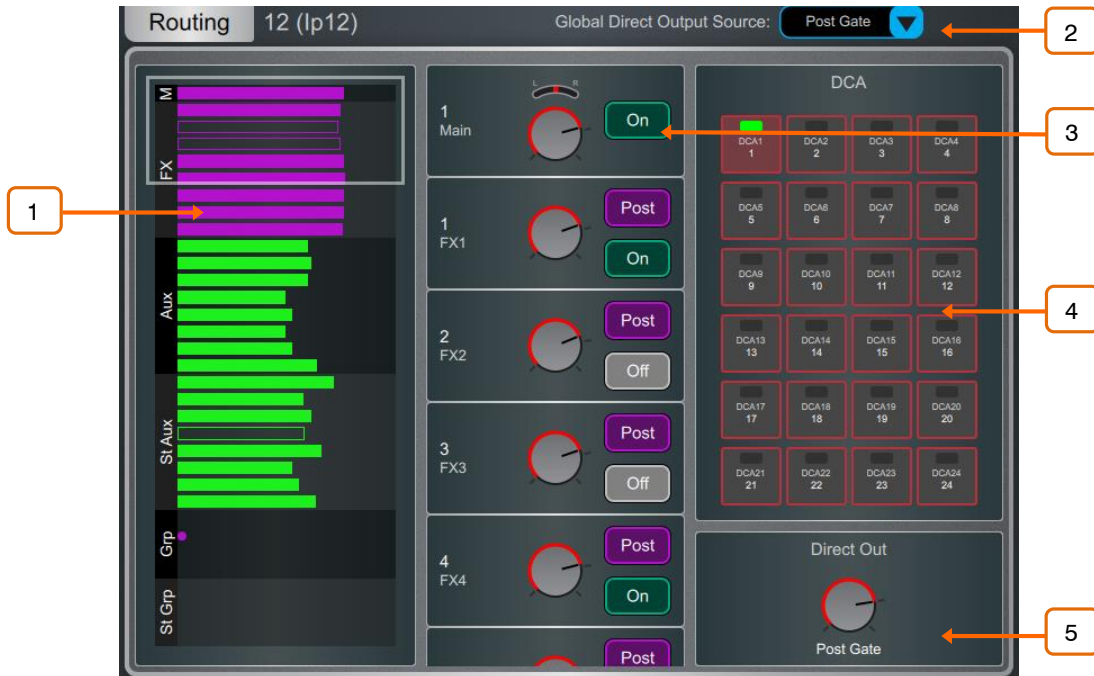 Routing 12 (Ip12) Global Direct Output Source: Post Gate
2
M
FX
Aux
St Aux
Grp
St Grp
1
1
Main
L R
On
3
1
FX1
Post
On
2
FX2
Post
Off
3
FX3
Post
Off
4
FX4
Post
On
Post
DCA
DCA1
1
DCA2
2
DCA3
3
DCA4
4
DCA5
5
DCA6
6
DCA7
7
DCA8
8
DCA9
9
DCA10
10
DCA11
11
DCA12
12
DCA13
13
DCA14
14
DCA15
15
DCA16
16
DCA17
17
DCA18
18
DCA19
19
DCA20
20
DCA21
21
DCA22
22
DCA23
23
DCA24
24
4
Direct Out
Post Gate
5